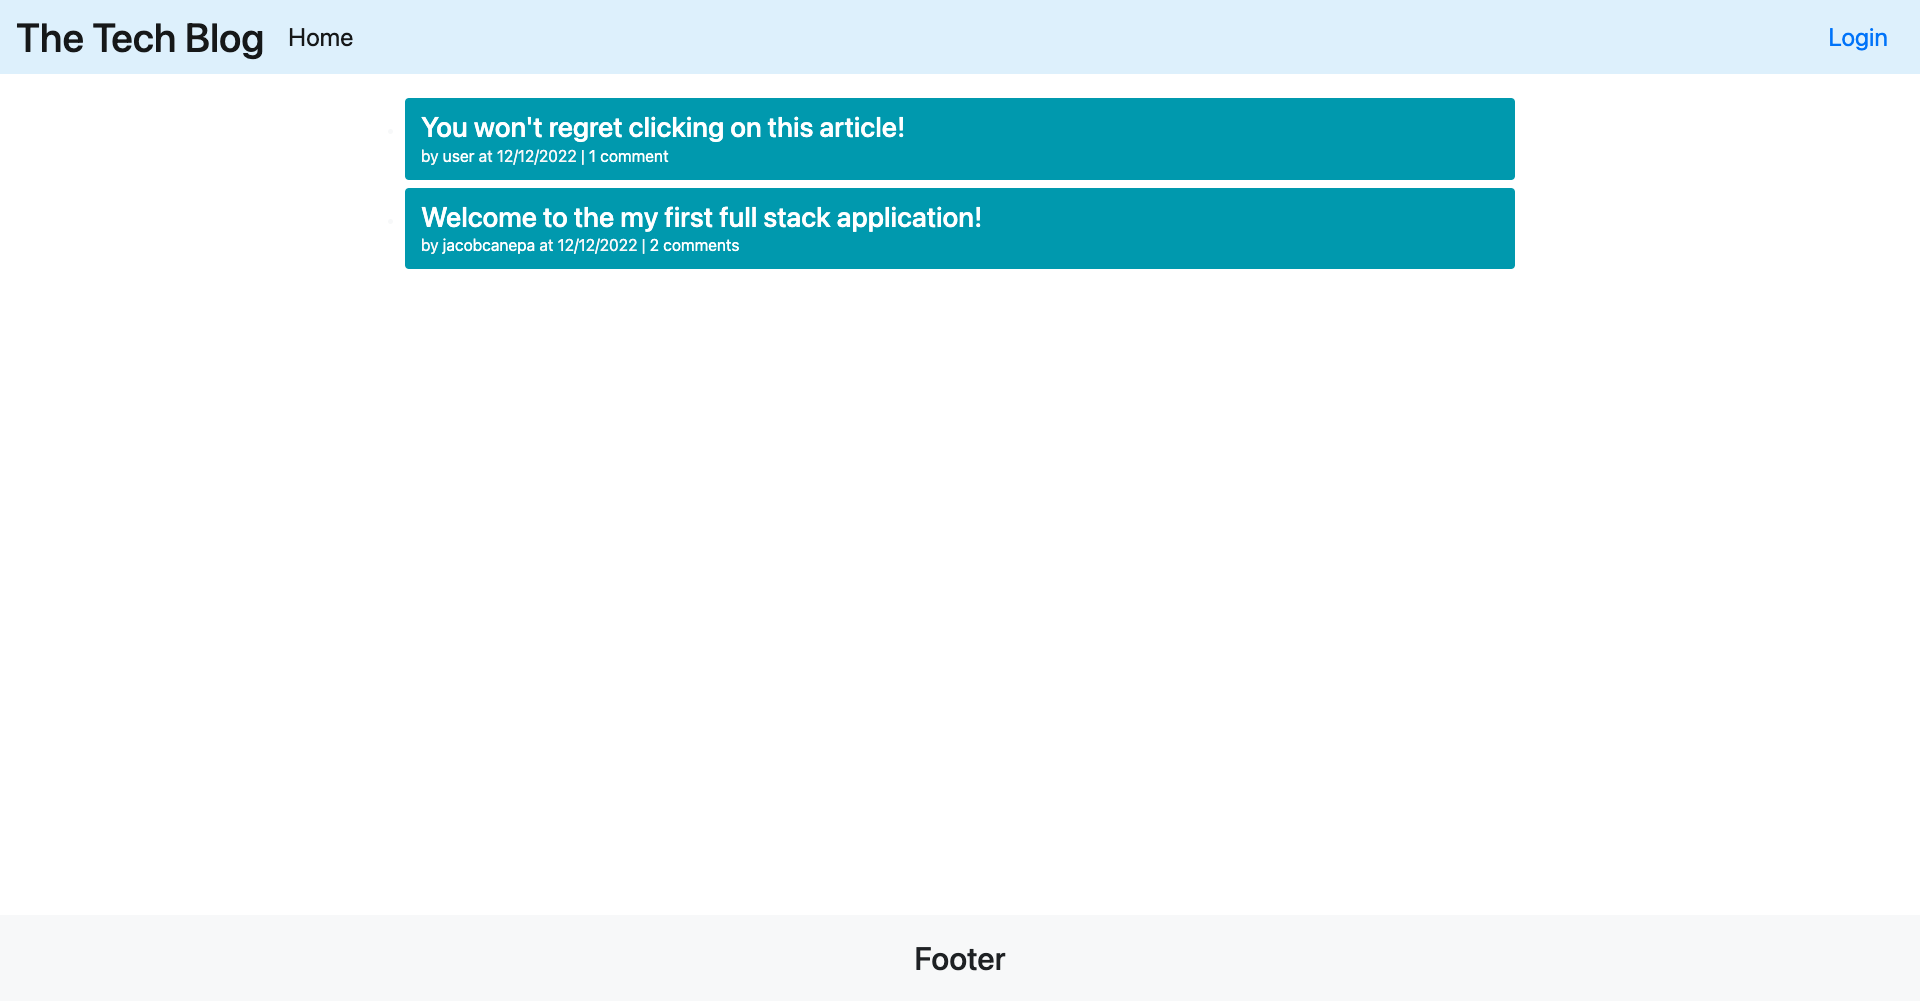 The Tech Blog Home Login
You won't regret clicking on this article!
by user at 12/12/2022 | 1 comment
Welcome to the my first full stack application!
by jacobcanepa at 12/12/2022 | 2 comments
Footer